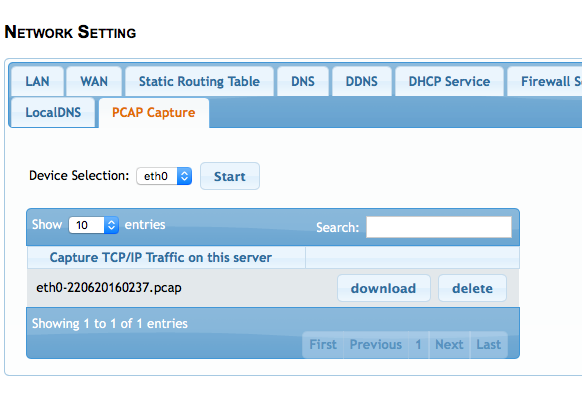 Network Setting
LAN WAN Static Routing Table DNS DDNS DHCP Service Firewall S
LocalDNS PCAP Capture
Device Selection: eth0 Start
Show 10 entries Search:
Capture TCP/IP Traffic on this server
eth0-220620160237.pcap download delete
Showing 1 to 1 of 1 entries
First Previous 1 Next Last